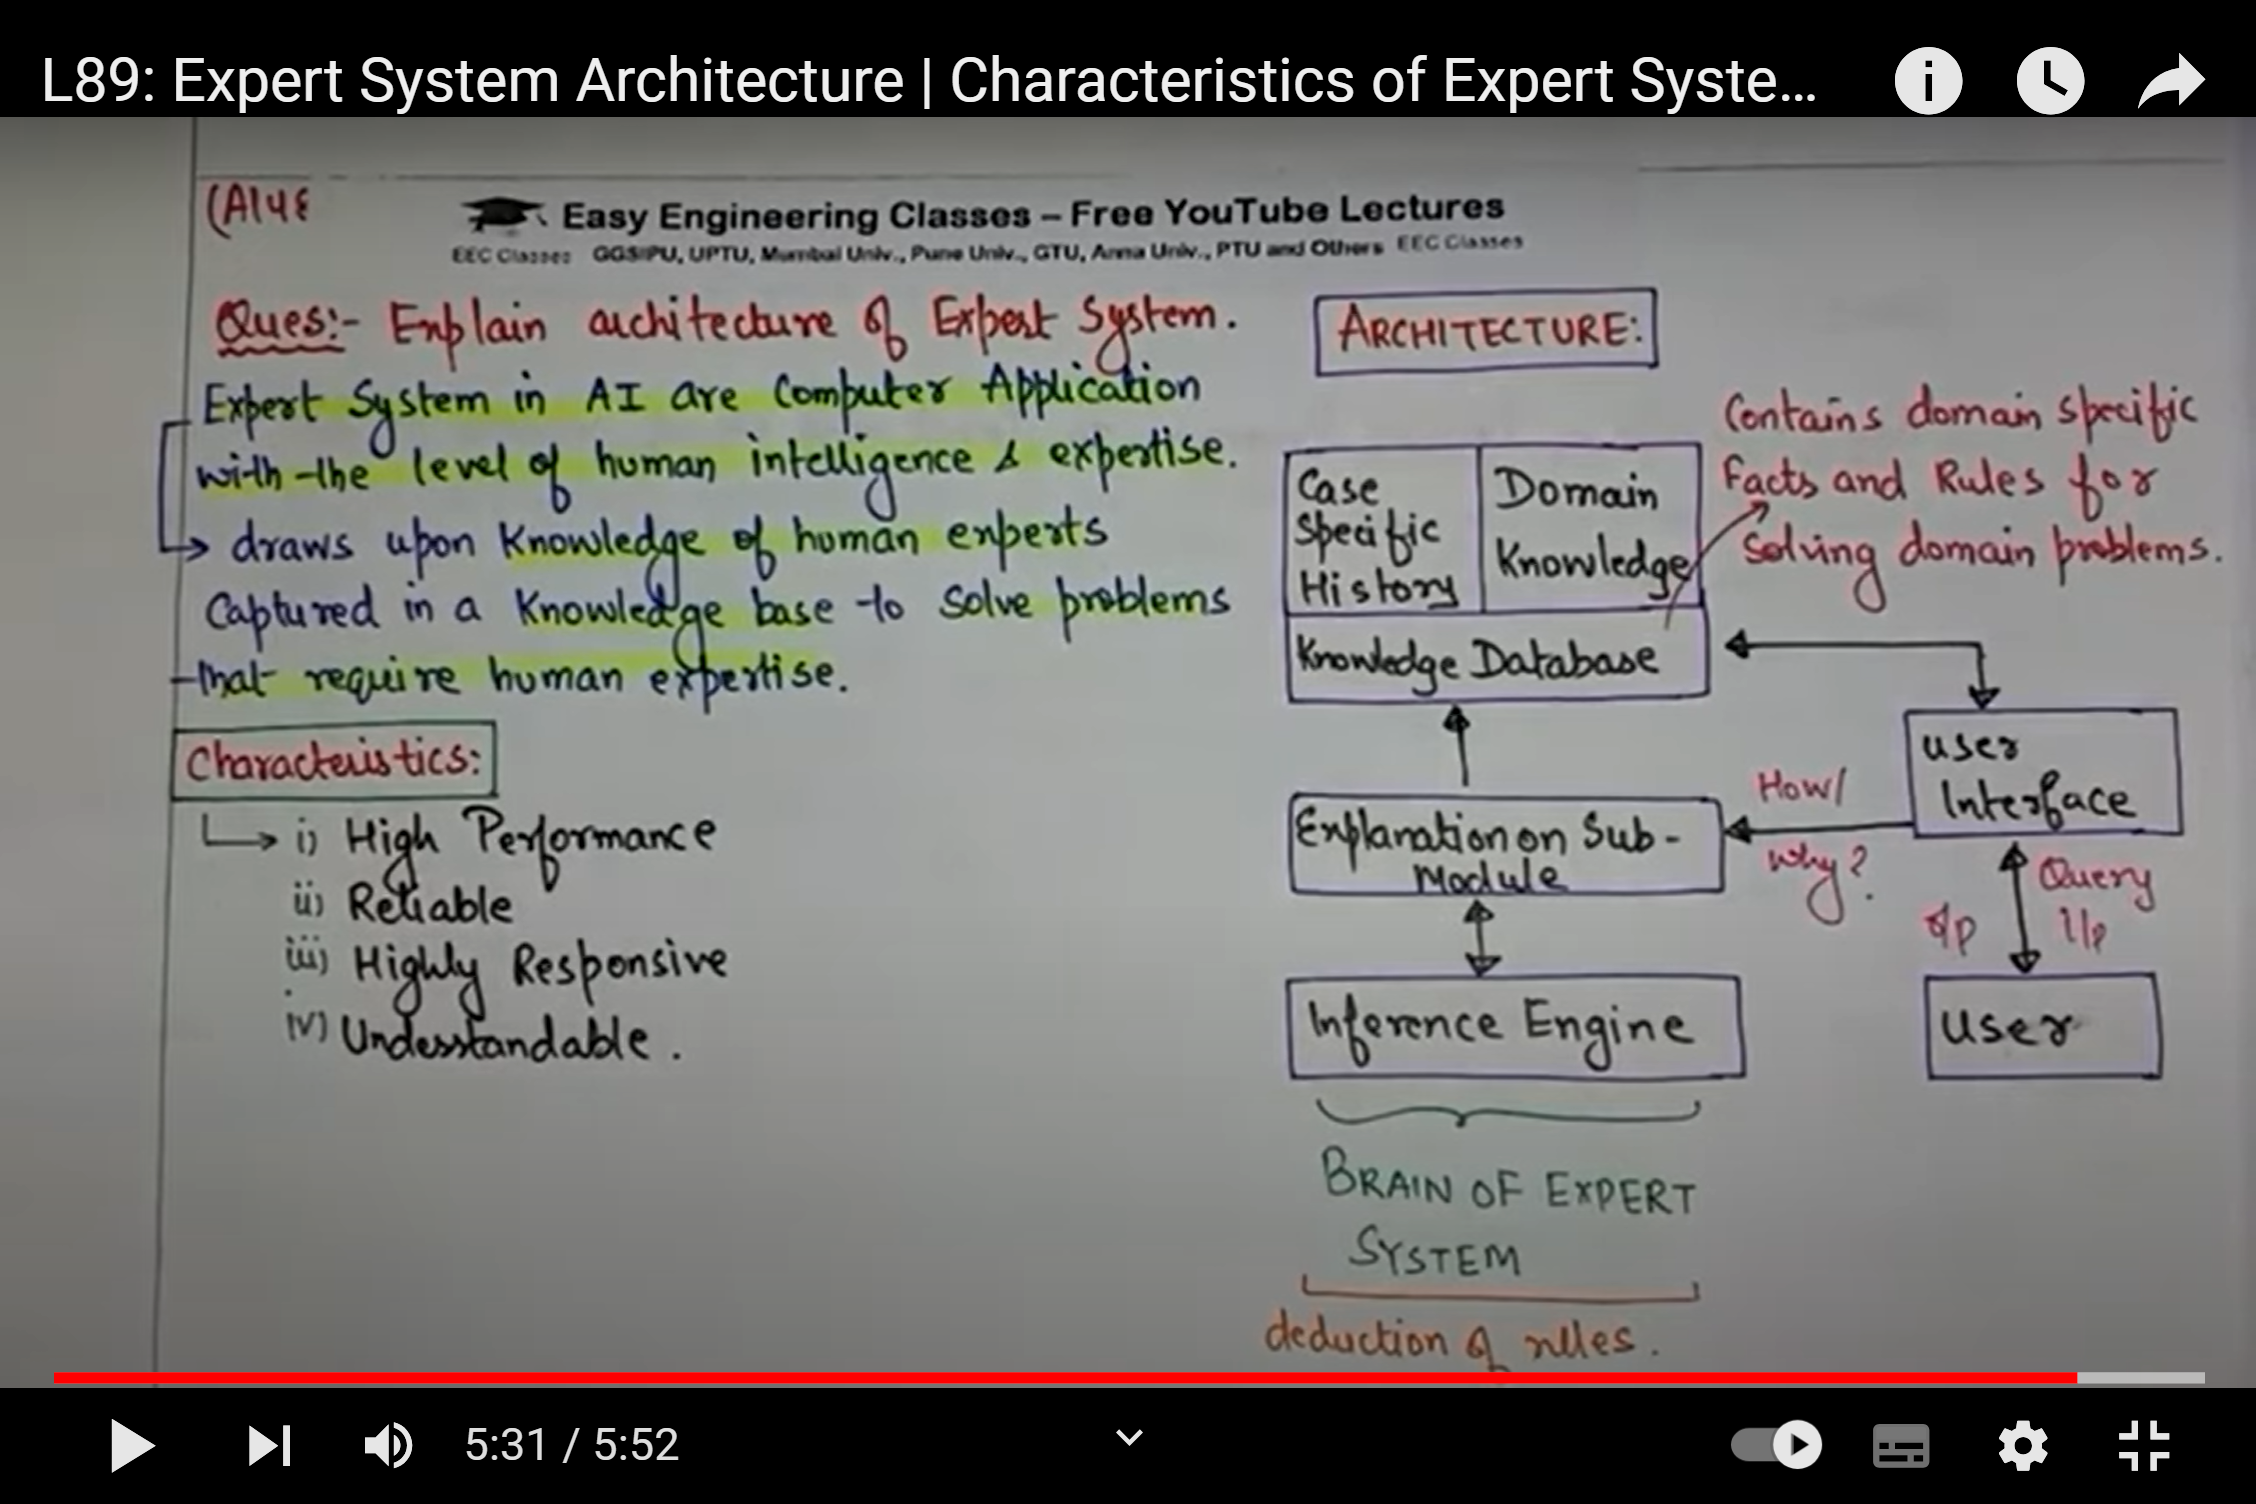 L89: Expert System Architecture | Characteristics of Expert Syste...
(A148
Easy Engineering Classes – Free YouTube Lectures
EEC Classes GGSIPU, UPTU, Mumbai Univ., Pune Univ., GTU, Anna Univ., PTU and Others EEC Classes
Ques:- Explain architecture of Expert System.
Expert System in AI are Computer Application
with the level of human intelligence & expertise.
draws upon Knowledge of human experts
Captured in a Knowledge base to Solve problems
that require human expertise.
Characteristics:
i) High Performance
ii) Reliable
iii) Highly Responsive
iv) Understandable.
ARCHITECTURE:
Contains domain specific
Facts and Rules for
Solving domain problems.
Case
Specific
History
Domain
Knowledge
Knowledge Database
User
Interface
How/
Why?
Explanation on Sub-
Module
Query
o/p
i/p
Inference Engine
User
BRAIN OF EXPERT
SYSTEM
deduction of rules.
5:31 / 5:52